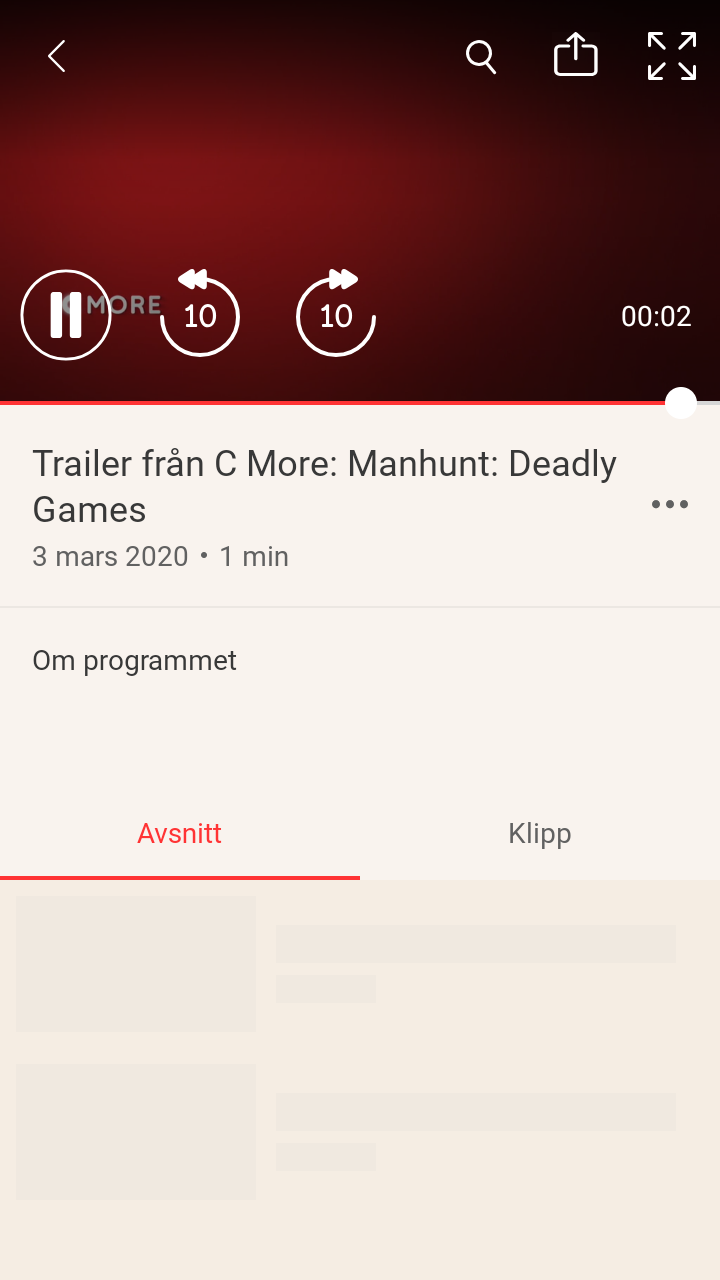 MORE
10
10
00:02
Trailer från C More: Manhunt: Deadly
Games
3 mars 2020 • 1 min
Om programmet
Avsnitt
Klipp